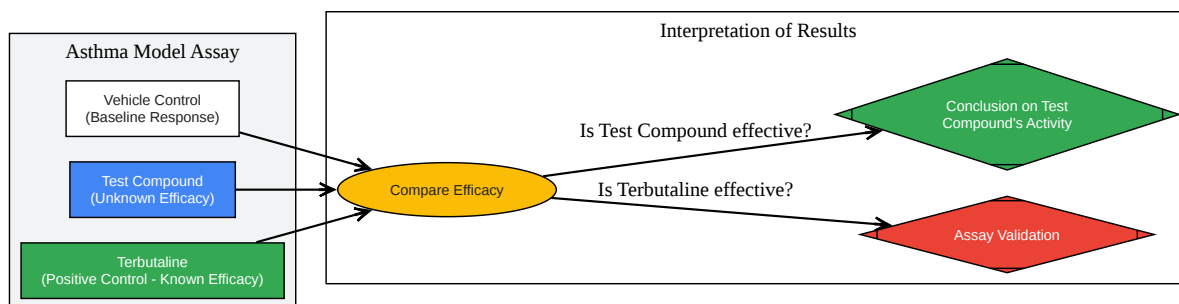 Asthma Model Assay
Vehicle Control
(Baseline Response)
Test Compound
(Unknown Efficacy)
Terbutaline
(Positive Control - Known Efficacy)
Interpretation of Results
Compare Efficacy
Is Test Compound effective?
Is Terbutaline effective?
Conclusion on Test
Compound's Activity
Assay Validation